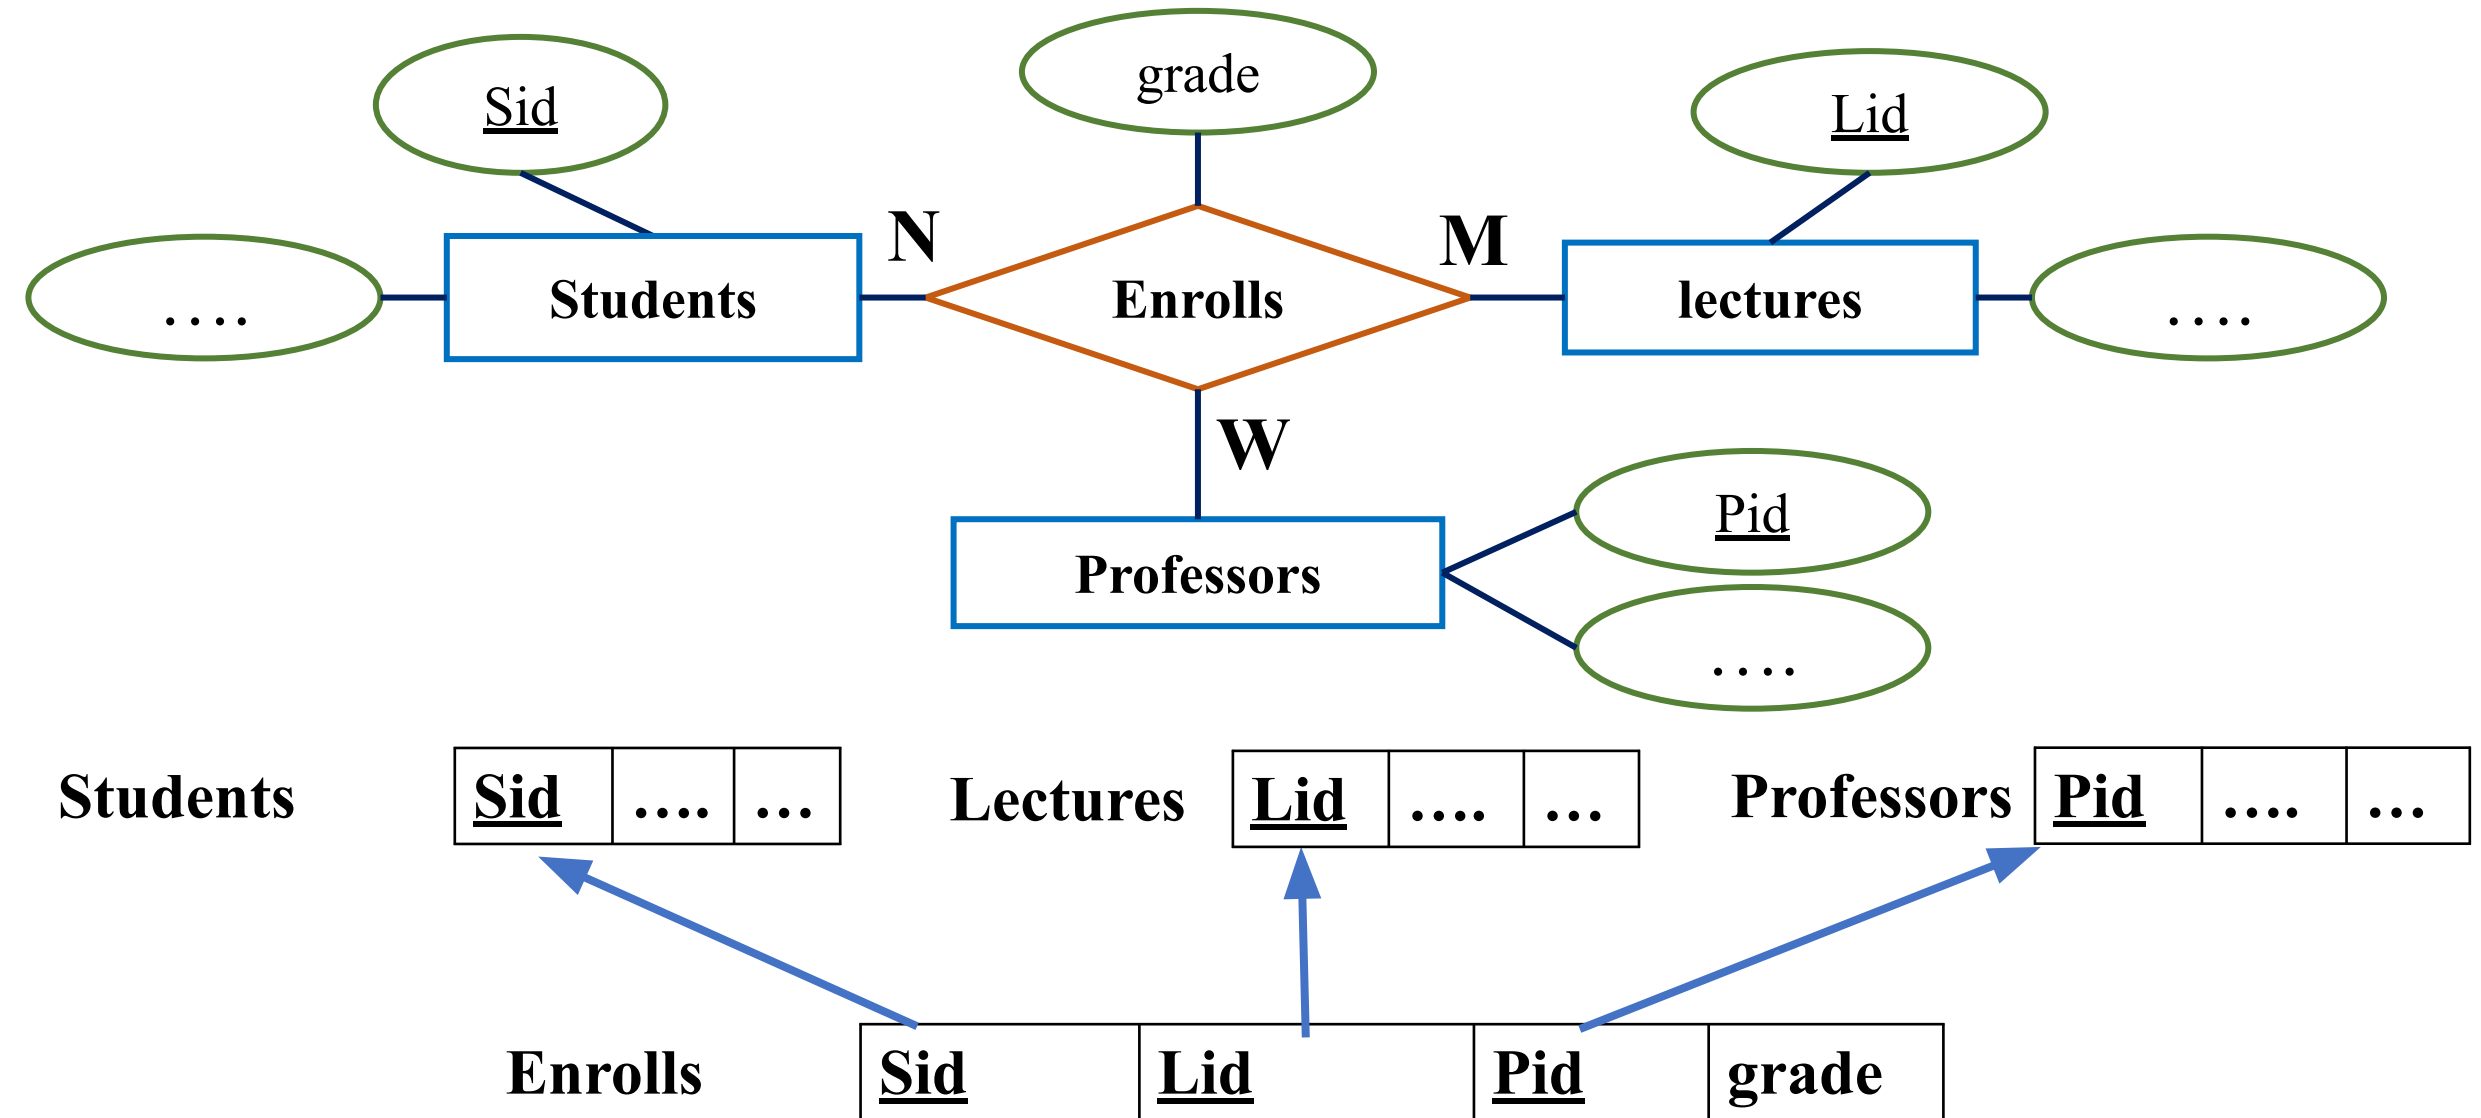 grade
Sid
Lid
N
M
Students
Enrolls
lectures
....
....
W
Pid
Professors
....
Students
Sid
....
...
Lectures
Lid
....
...
Professors
Pid
....
...
Enrolls
Sid
Lid
Pid
grade